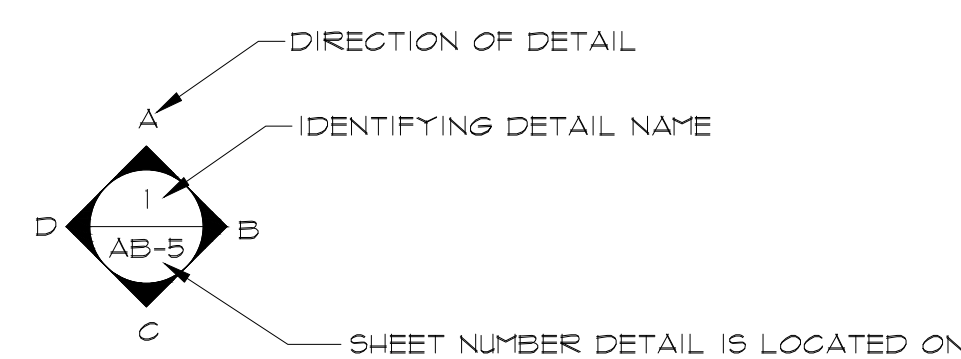 DIRECTION OF DETAIL
A
IDENTIFYING DETAIL NAME
1
D
B
AB-5
C
SHEET NUMBER DETAIL IS LOCATED ON